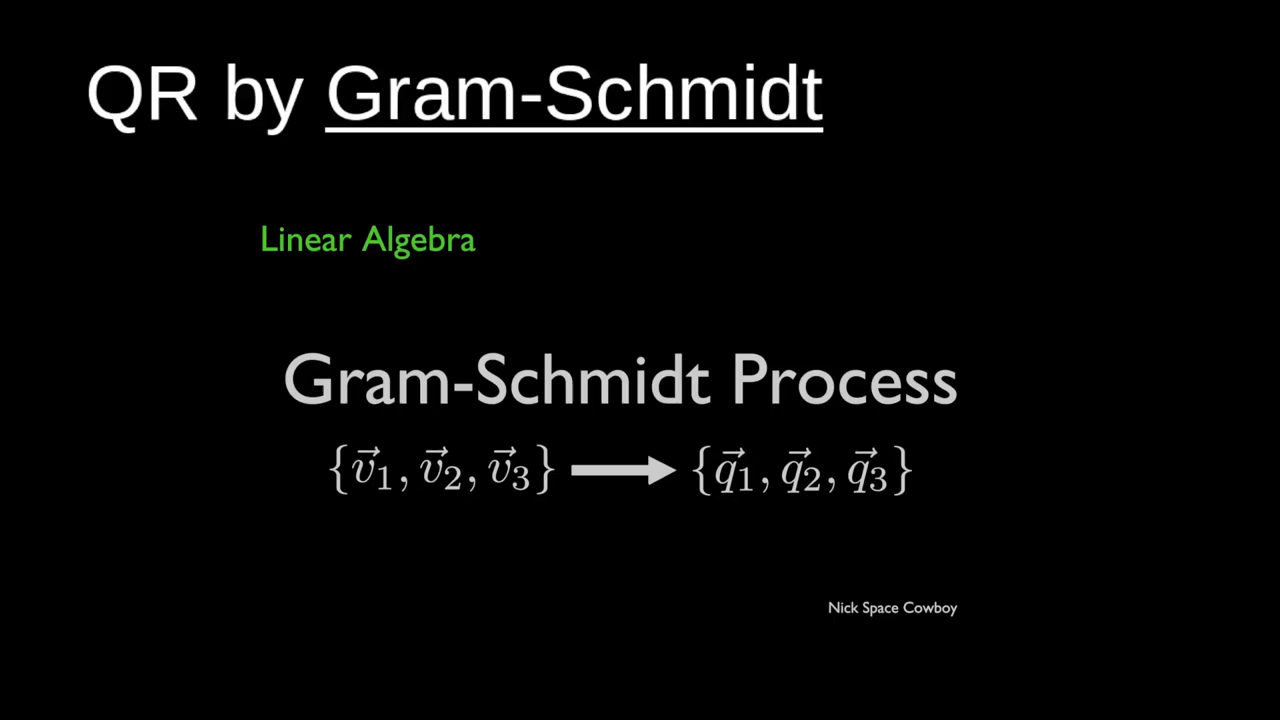 QR by Gram-Schmidt
Linear Algebra
Gram-Schmidt Process
{v⃗₁, v⃗₂, v⃗₃} → {q⃗₁, q⃗₂, q⃗₃}
Nick Space Cowboy